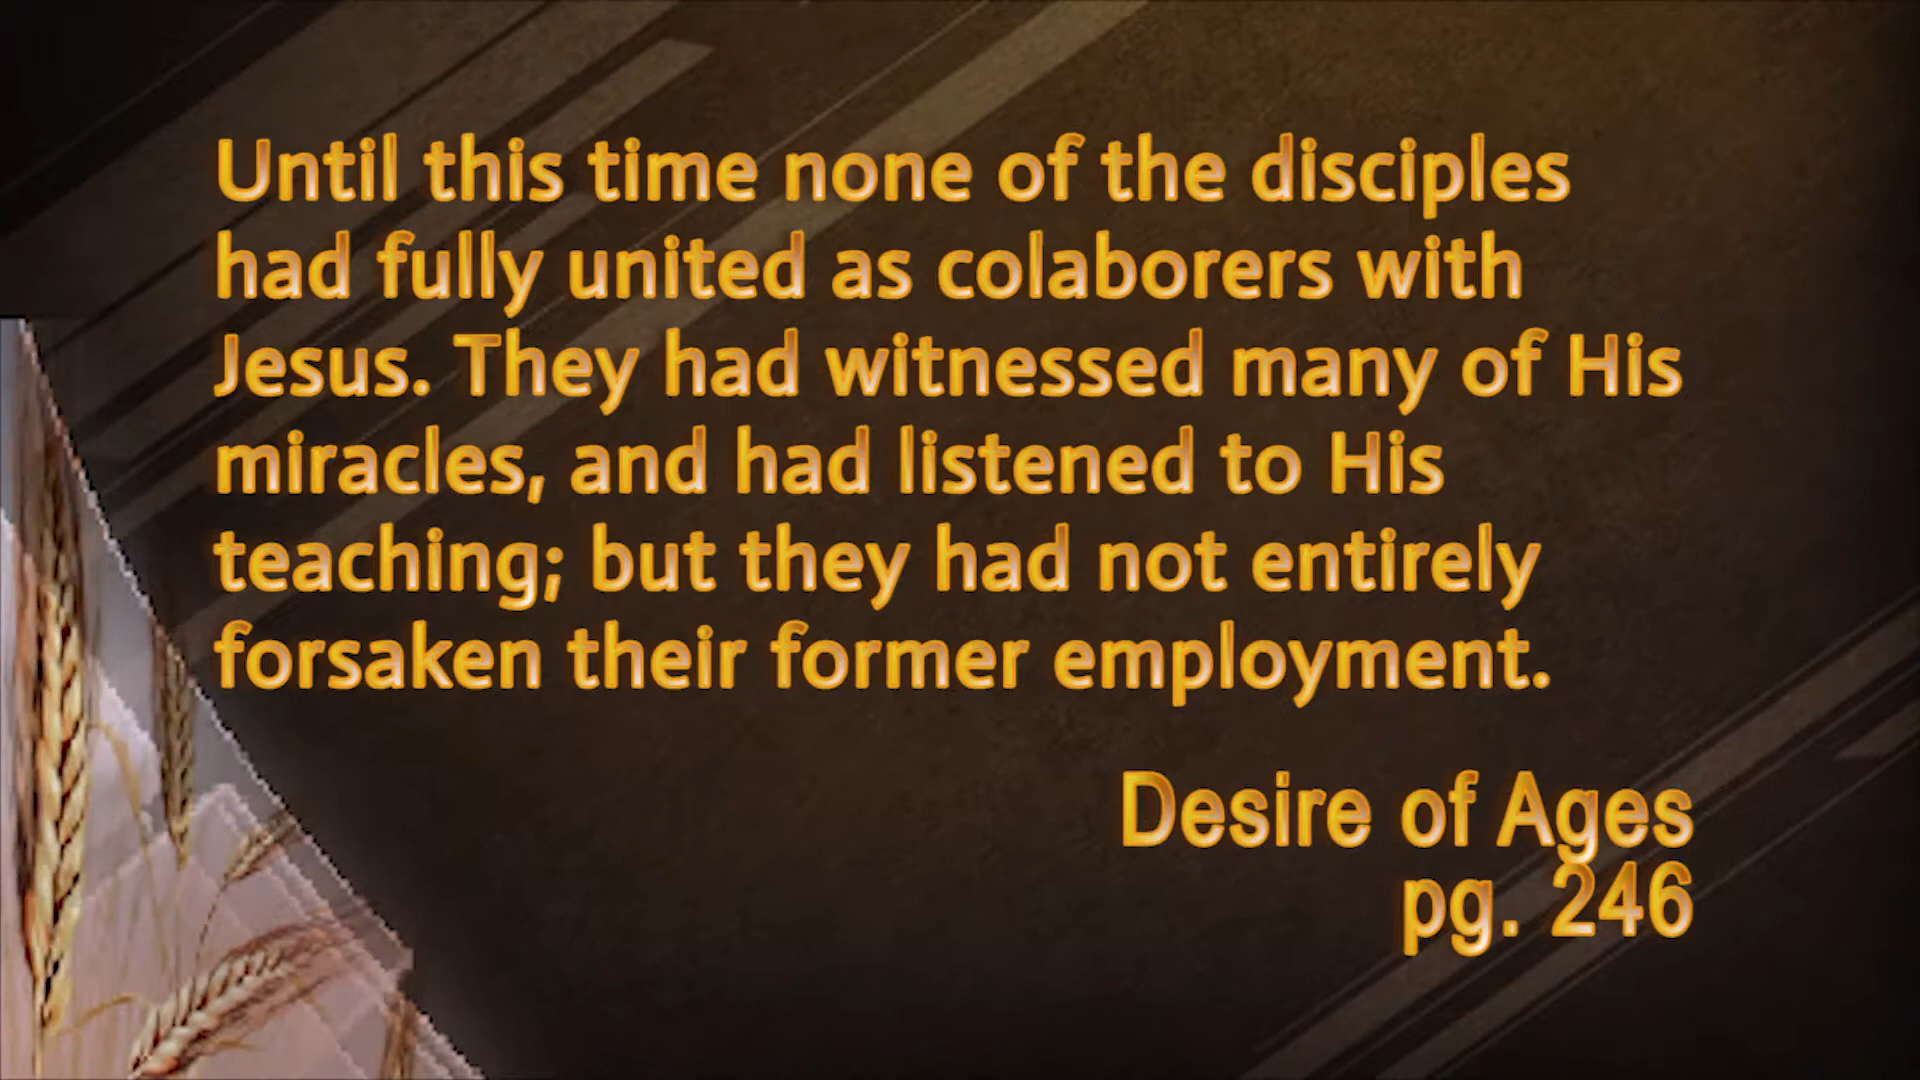 Until this time none of the disciples
had fully united as colaborers with
Jesus. They had witnessed many of His
miracles, and had listened to His
teaching; but they had not entirely
forsaken their former employment.
Desire of Ages
pg. 246